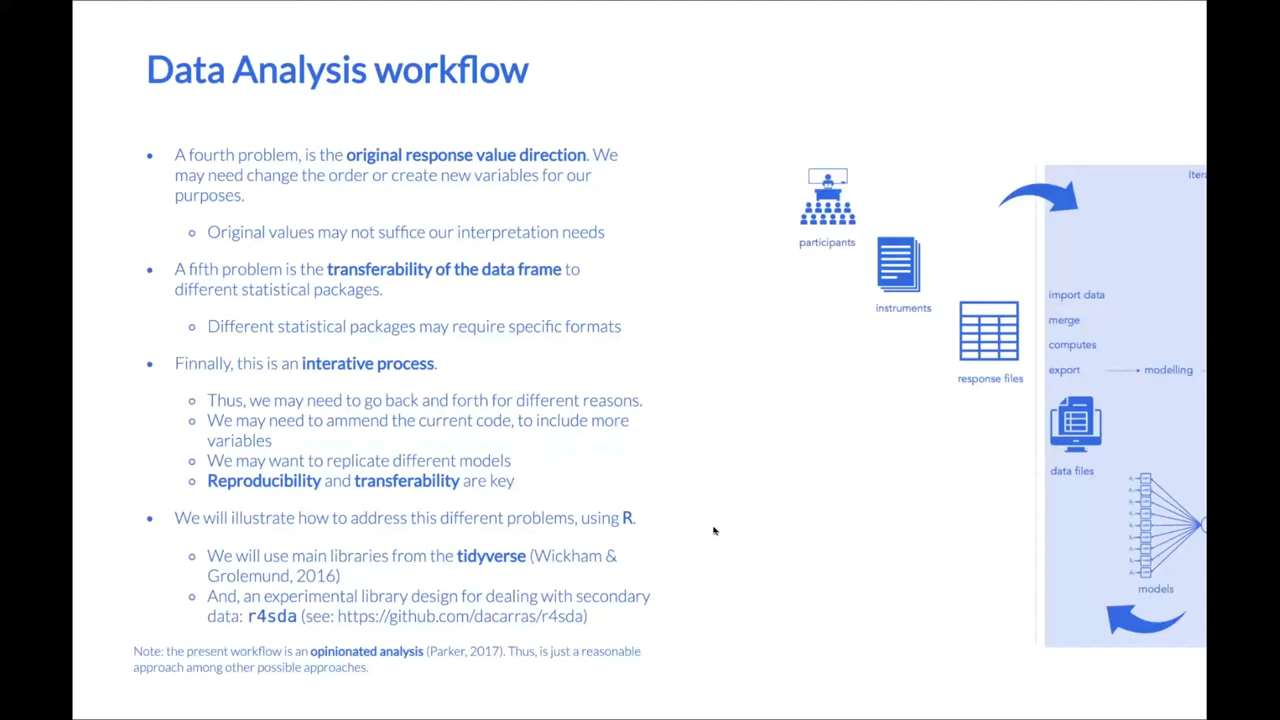 Data Analysis workflow
• A fourth problem, is the original response value direction. We
may need change the order or create new variables for our
purposes.
◦ Original values may not suffice our interpretation needs
• A fifth problem is the transferability of the data frame to
different statistical packages.
◦ Different statistical packages may require specific formats
• Finnally, this is an interative process.
◦ Thus, we may need to go back and forth for different reasons.
◦ We may need to ammend the current code, to include more
variables
◦ We may want to replicate different models
◦ Reproducibility and transferability are key
• We will illustrate how to address this different problems, using R.
◦ We will use main libraries from the tidyverse (Wickham &
Grolemund, 2016)
◦ And, an experimental library design for dealing with secondary
data: r4sda (see: https://github.com/dacarras/r4sda)
Note: the present workflow is an opinionated analysis (Parker, 2017). Thus, is just a reasonable
approach among other possible approaches.
participants
instruments
response files
Itera
import data
merge
computes
export
modelling
data files
models